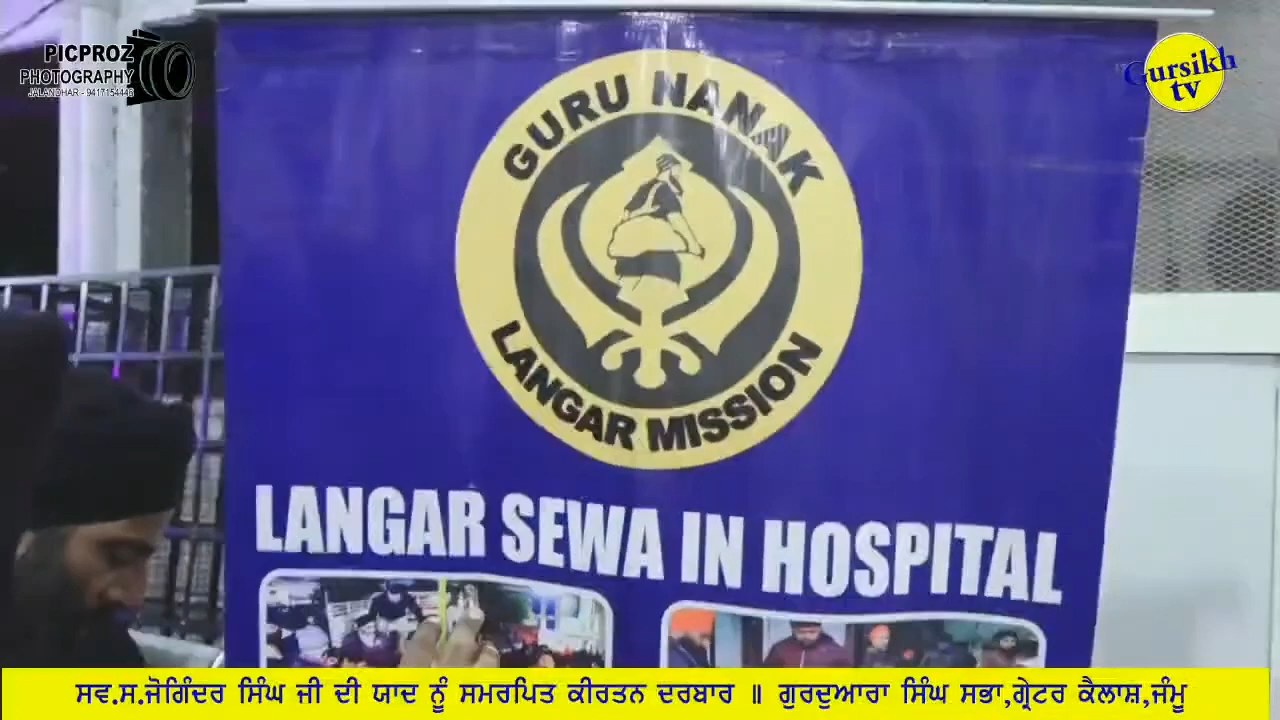 PICPROZ
PHOTOGRAPHY
JALANDHAR - 9417154446
Gursikh
tv
GURU NANAK
LANGAR MISSION
LANGAR SEWA IN HOSPITAL
ਸਵ.ਸ.ਜੋਗਿੰਦਰ ਸਿੰਘ ਜੀ ਦੀ ਯਾਦ ਨੂੰ ਸਮਰਪਿਤ ਕੀਰਤਨ ਦਰਬਾਰ ॥ ਗੁਰਦੁਆਰਾ ਸਿੰਘ ਸਭਾ,ਗ੍ਰੇਟਰ ਕੈਲਾਸ਼,ਜੰਮੂ